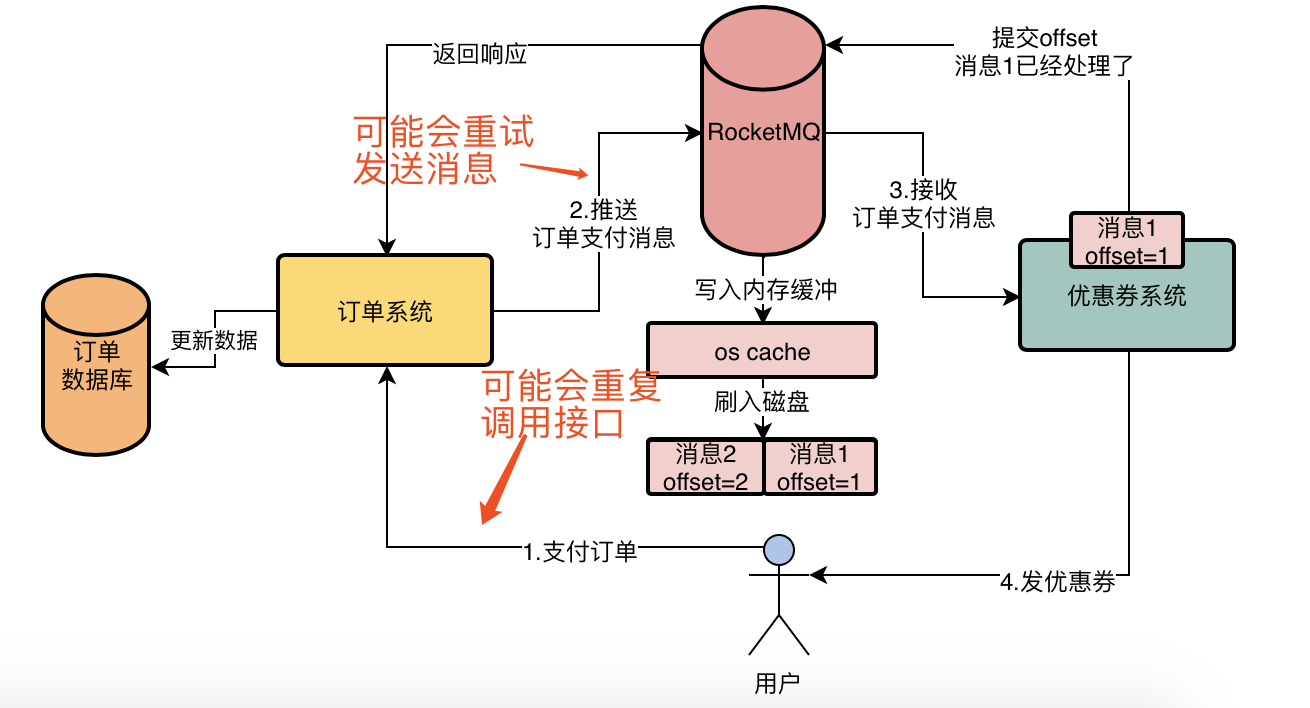 返回响应
提交offset
消息1已经处理了
可能会重试
发送消息
RocketMQ
2.推送
订单支付消息
3.接收
订单支付消息
消息1
offset=1
优惠券系统
写入内存缓冲
订单系统
更新数据
订单
数据库
os cache
可能会重复
调用接口
刷入磁盘
消息2
offset=2
消息1
offset=1
1.支付订单
4.发优惠券
用户